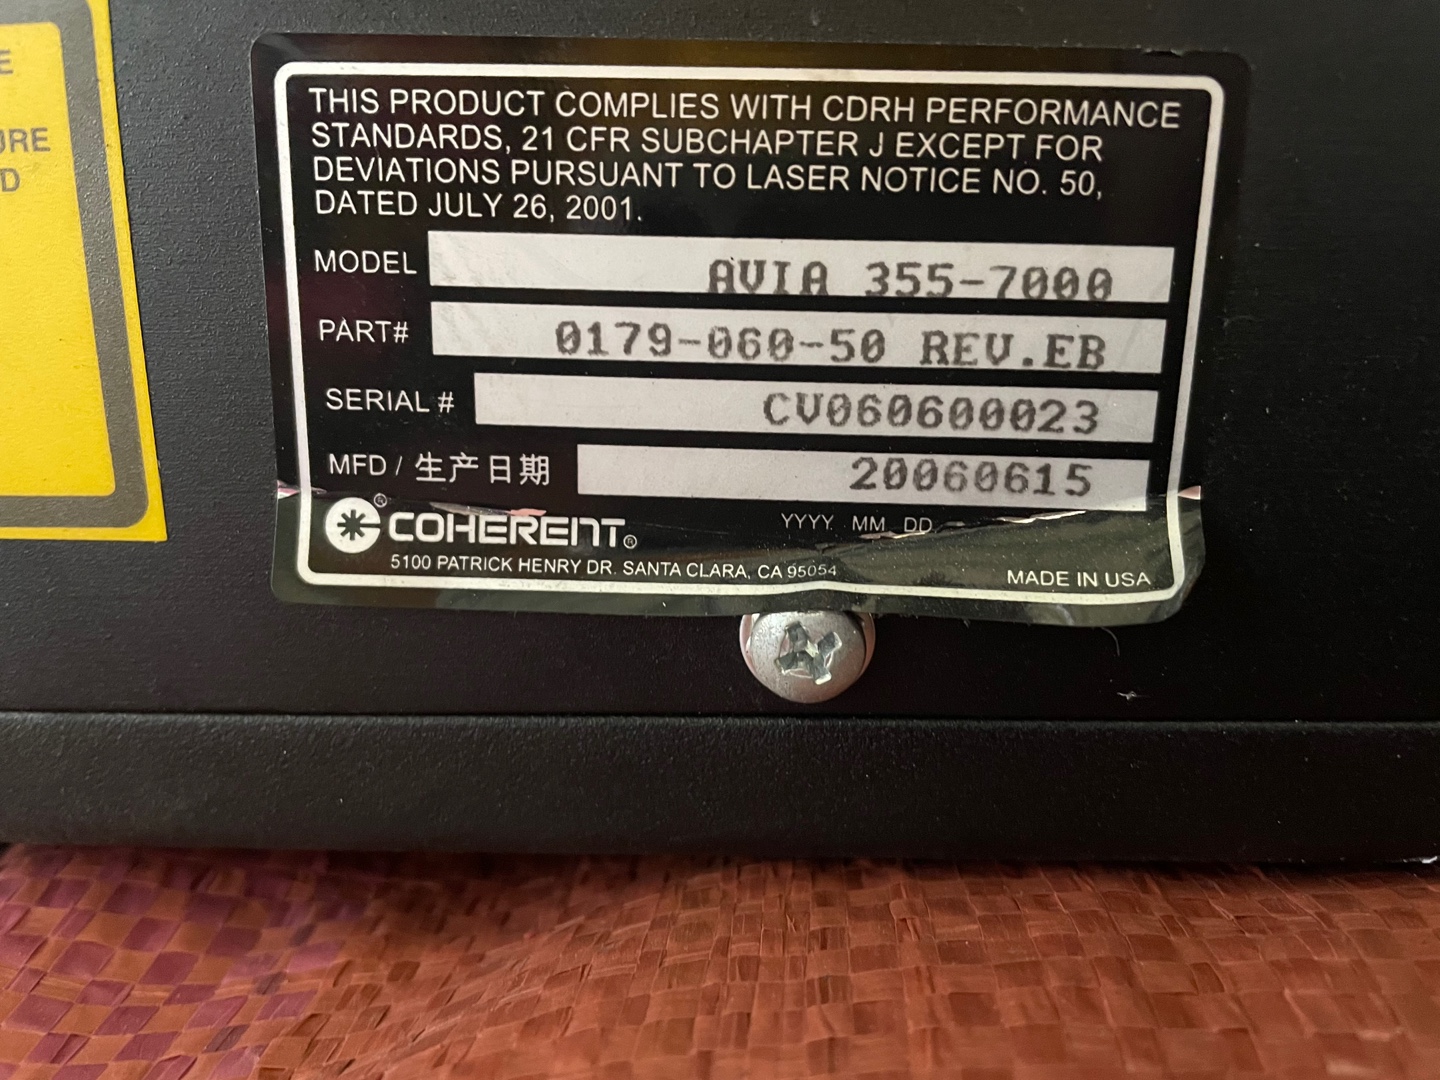 E
URE
D
THIS PRODUCT COMPLIES WITH CDRH PERFORMANCE
STANDARDS, 21 CFR SUBCHAPTER J EXCEPT FOR
DEVIATIONS PURSUANT TO LASER NOTICE NO. 50,
DATED JULY 26, 2001.
MODEL AVIA 355-7000
PART# 0179-060-50 REV.EB
SERIAL # CV060600023
MFD / 生产日期 20060615
COHERENT® YYYY MM DD
5100 PATRICK HENRY DR. SANTA CLARA, CA 95054
MADE IN USA